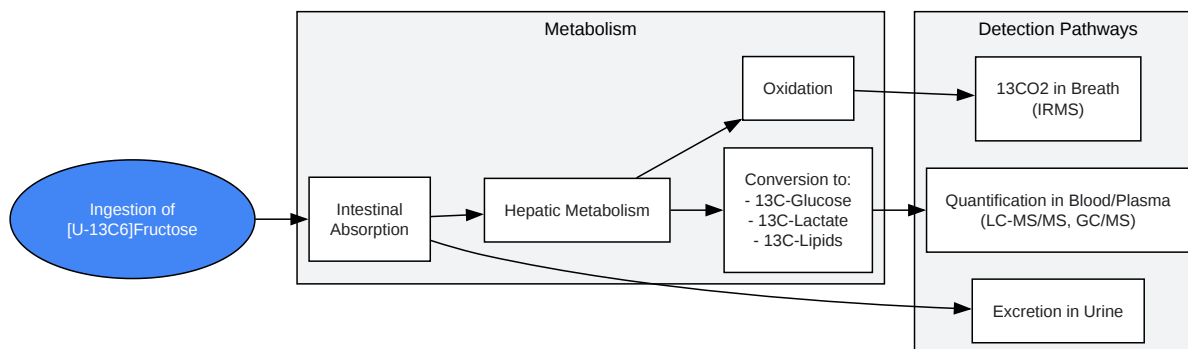 Metabolism
Detection Pathways
Oxidation
13CO2 in Breath
(IRMS)
Ingestion of
[U-13C6]Fructose
Intestinal
Absorption
Hepatic Metabolism
Conversion to:
- 13C-Glucose
- 13C-Lactate
- 13C-Lipids
Quantification in Blood/Plasma
(LC-MS/MS, GC/MS)
Excretion in Urine